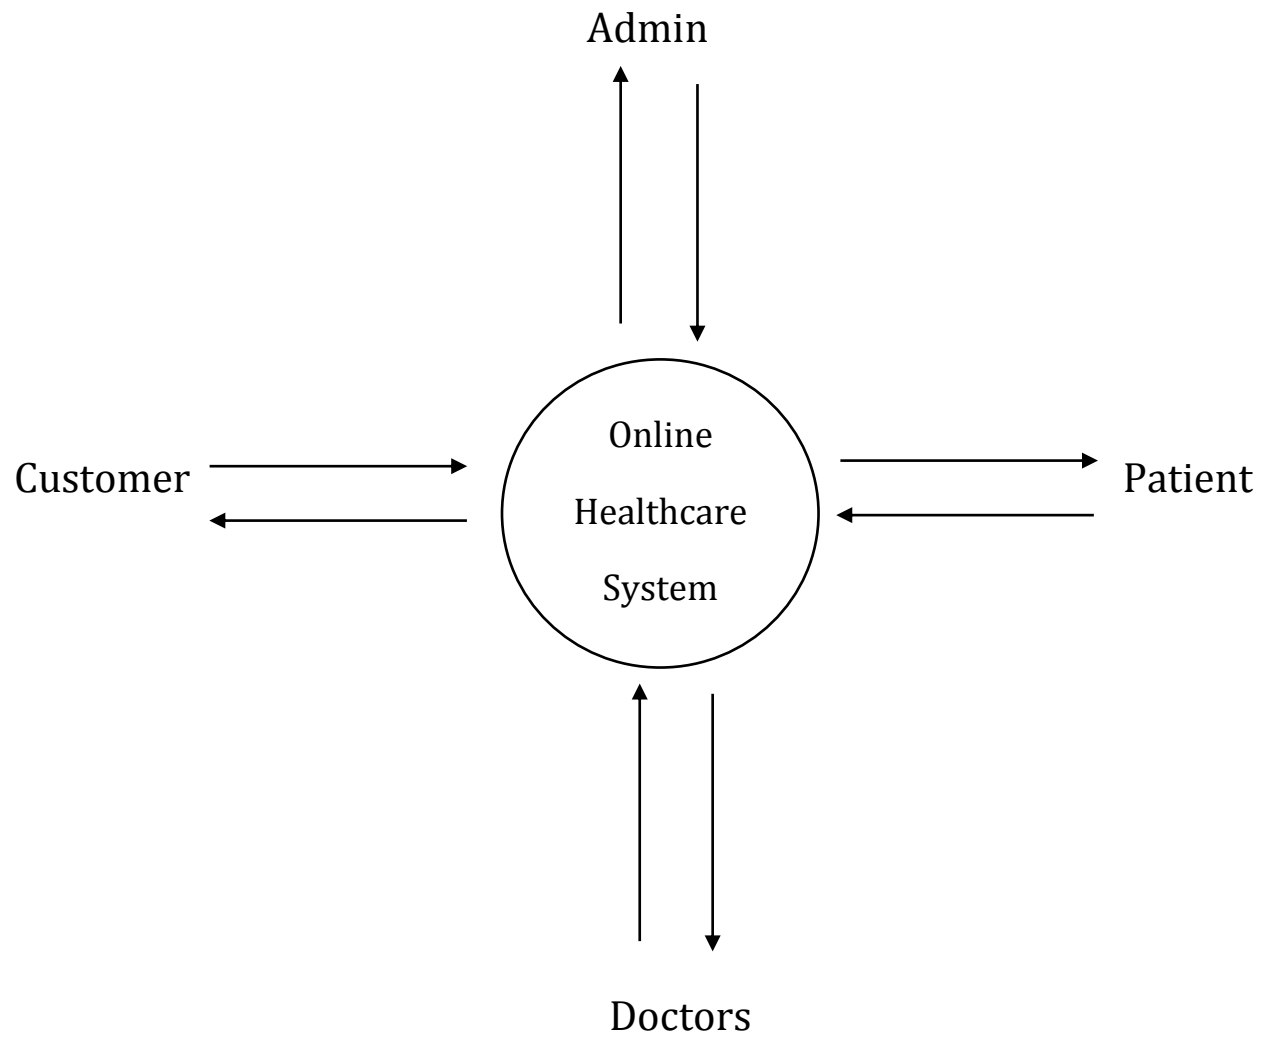 Admin
Online
Customer
Healthcare
Patient
System
Doctors